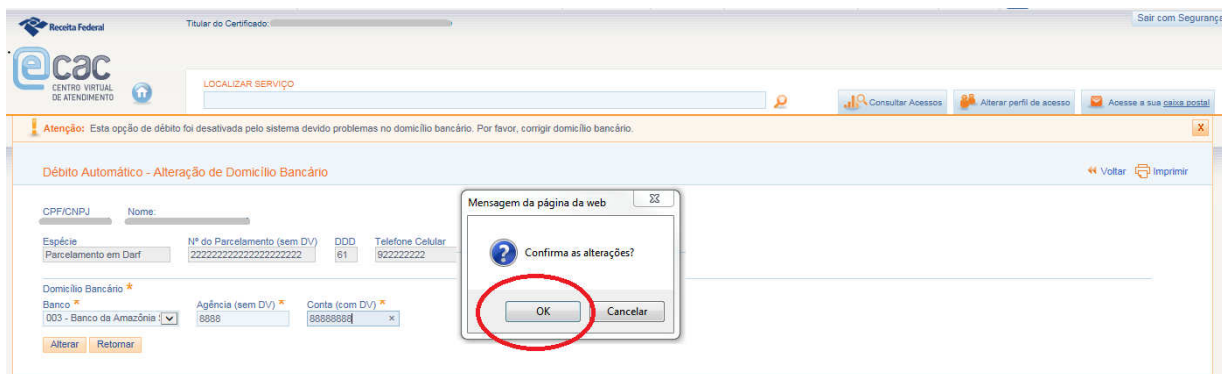 Receita Federal
Titular do Certificado:
Sair com Segurança
ecac
CENTRO VIRTUAL
DE ATENDIMENTO
LOCALIZAR SERVIÇO
Consultar Acessos
Alterar perfil de acesso
Acesse a sua caixa postal
Atenção: Esta opção de débito foi desativada pelo sistema devido problemas no domicílio bancário. Por favor, corrigir domicílio bancário.
X
Débito Automático - Alteração de Domicílio Bancário
Voltar
Imprimir
Mensagem da página da web
CPF/CNPJ Nome:
Confirma as alterações?
Espécie Nº do Parcelamento (sem DV) DDD Telefone Celular
Parcelamento em Darf 61 922222222
Domicílio Bancário *
Banco * Agência (sem DV) * Conta (com DV) *
003 - Banco da Amazônia 8888 88888888 ×
OK Cancelar
Alterar Retornar